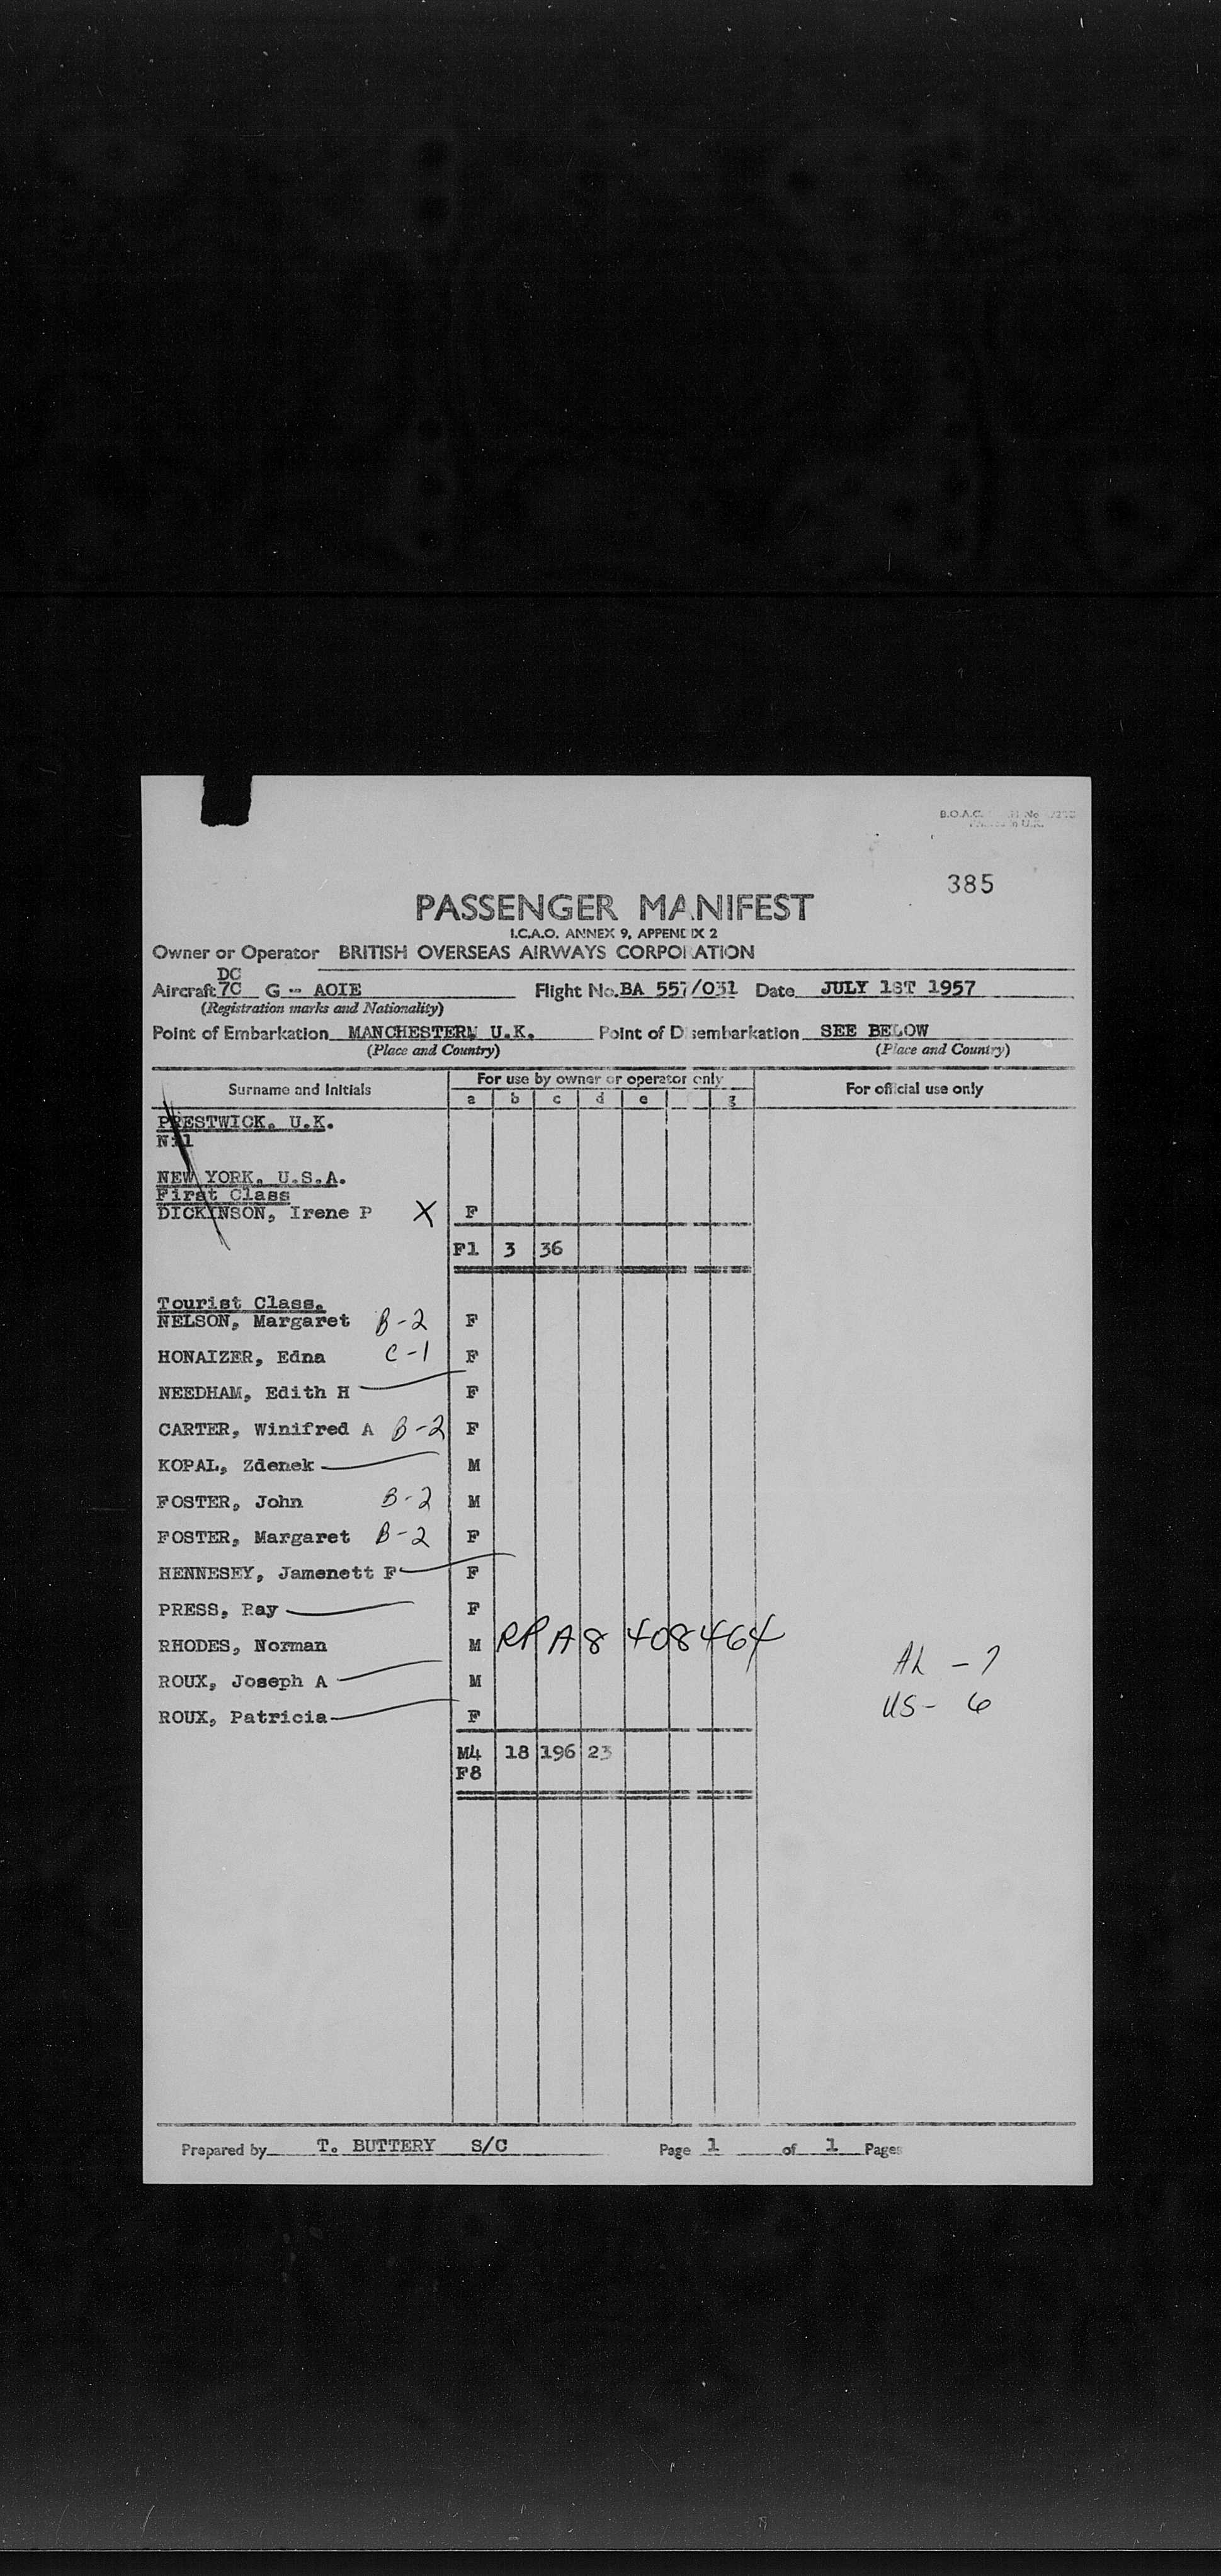 B.O.A.C.
385
PASSENGER MANIFEST
I.C.A.O. ANNEX 9, APPENDIX 2
Owner or Operator BRITISH OVERSEAS AIRWAYS CORPORATION
DC
Aircraft 7C G - AOIE Flight No. BA 557/031 Date JULY 1ST 1957
(Registration marks and Nationality)
Point of Embarkation MANCHESTERN U.K. Point of Disembarkation SEE BELOW
(Place and Country) (Place and Country)
Surname and Initials For use by owner or operator only For official use only
a b c d e g
PRESTWICK, U.K.
Nil
NEW YORK, U.S.A.
First Class
DICKINSON, Irene P X F
F1 3 36
Tourist Class.
NELSON, Margaret B-2 F
HONAIZER, Edna C-1 F
NEEDHAM, Edith H F
CARTER, Winifred A B-2 F
KOPAL, Zdenek M
FOSTER, John B-2 M
FOSTER, Margaret B-2 F
HENNESEY, Jamenett F F
PRESS, Ray F
RHODES, Norman M RP A8 408464
AL - 7
ROUX, Joseph A M
US - 6
ROUX, Patricia F
M4 18 196 23
F8
Prepared by T. BUTTERY S/C Page 1 of 1 Pages